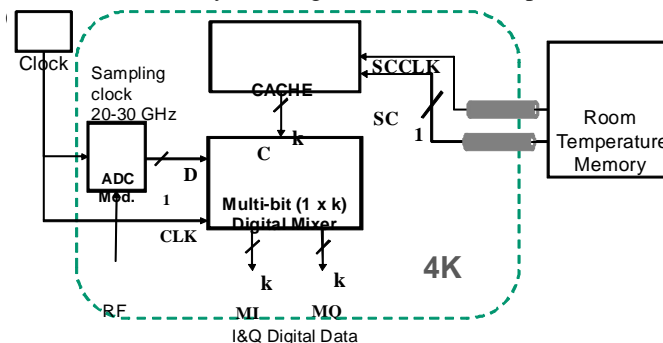 Clock
Sampling
clock
20-30 GHz
CACHE
SCCLK
k
SC
1
Room
Temperature
Memory
ADC
Mod.
D
1
C
Multi-bit (1 x k)
Digital Mixer
CLK
k
k
4K
RF
MI
MQ
I&Q Digital Data